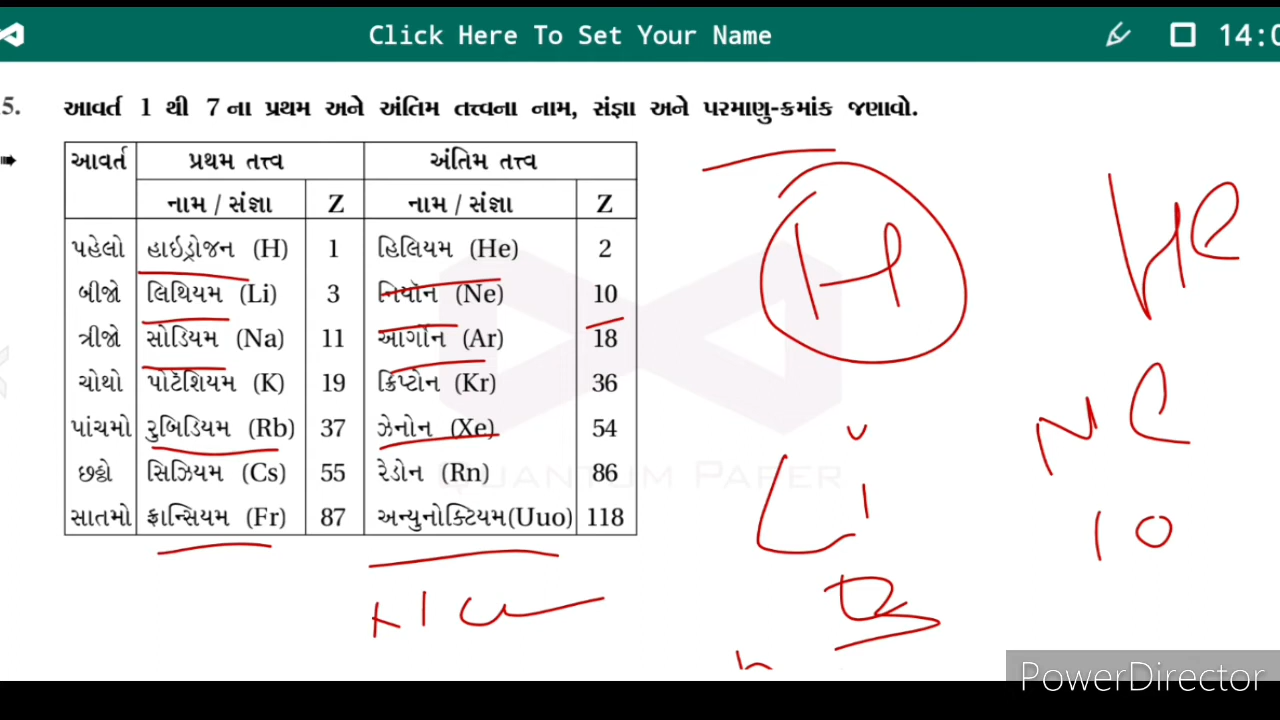 Click Here To Set Your Name 14:0
5. આવર્ત 1 થી 7 ના પ્રથમ અને અંતિમ તત્ત્વના નામ, સંજ્ઞા અને પરમાણુ-ક્રમાંક જણાવો.
આવર્ત પ્રથમ તત્ત્વ અંતિમ તત્ત્વ
નામ / સંજ્ઞા Z નામ / સંજ્ઞા Z
પહેલો હાઇડ્રોજન (H) 1 હિલિયમ (He) 2
બીજો લિથિયમ (Li) 3 નિયૉન (Ne) 10
ત્રીજો સોડિયમ (Na) 11 આર્ગોન (Ar) 18
ચોથો પોટૅશિયમ (K) 19 ક્રિપ્ટોન (Kr) 36
પાંચમો રુબિડિયમ (Rb) 37 ઝેનોન (Xe) 54
છઠ્ઠો સિઝિયમ (Cs) 55 રેડોન (Rn) 86
સાતમો ફ્રાન્સિયમ (Fr) 87 અન્યુનોક્ટિયમ(Uuo) 118
QUANTUM PAPER
H
He
Ne
Li
10
PowerDirector